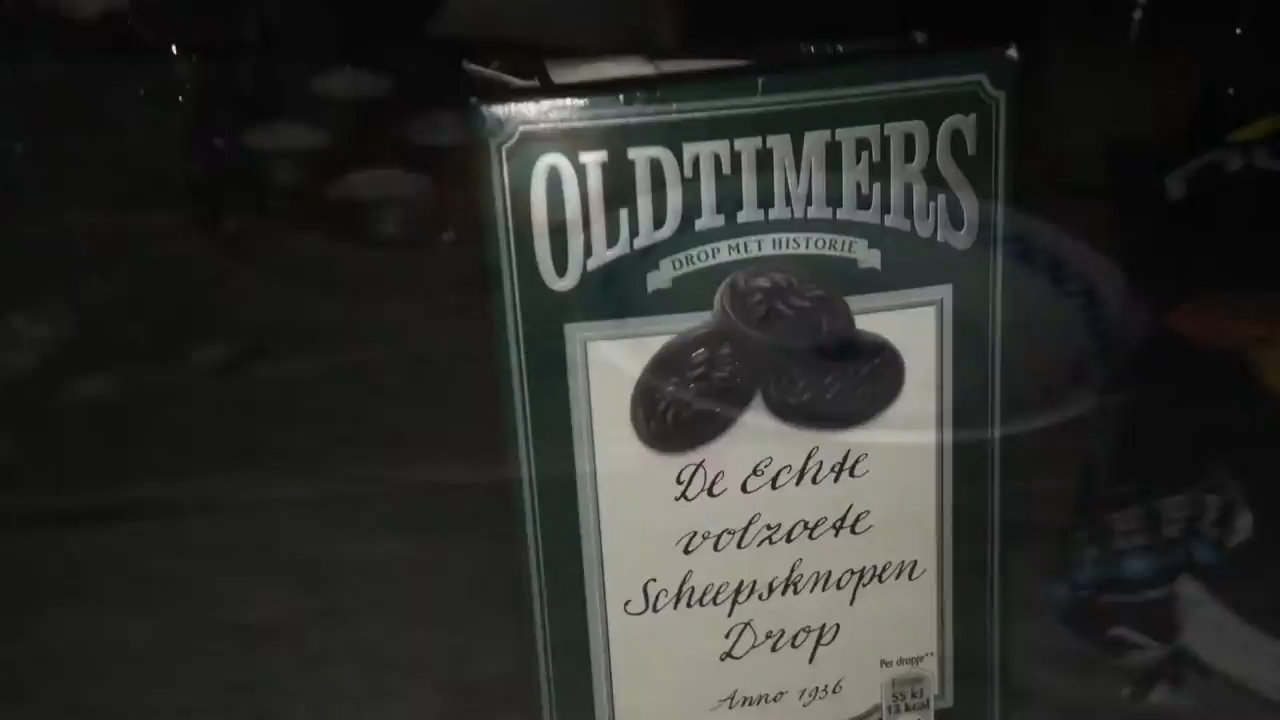 OLDTIMERS
DROP MET HISTORIE
De Echte
volzoete
Scheepsknopen
Drop
Per dropje**
Anno 1936
55 kJ
13 kcal